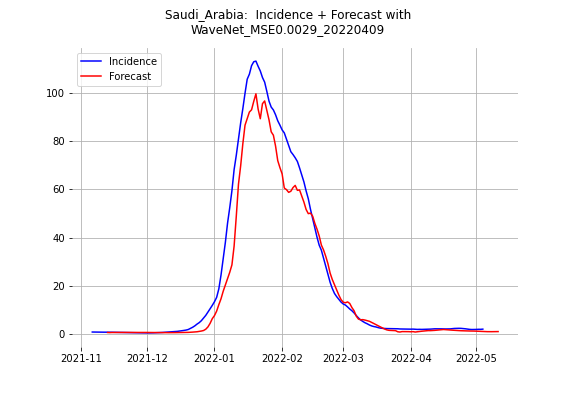 Saudi_Arabia:  Incidence + Forecast with
WaveNet_MSE0.0029_20220409
Incidence
Forecast
100
80
60
40
20
0
2021-11 2021-12 2022-01 2022-02 2022-03 2022-04 2022-05